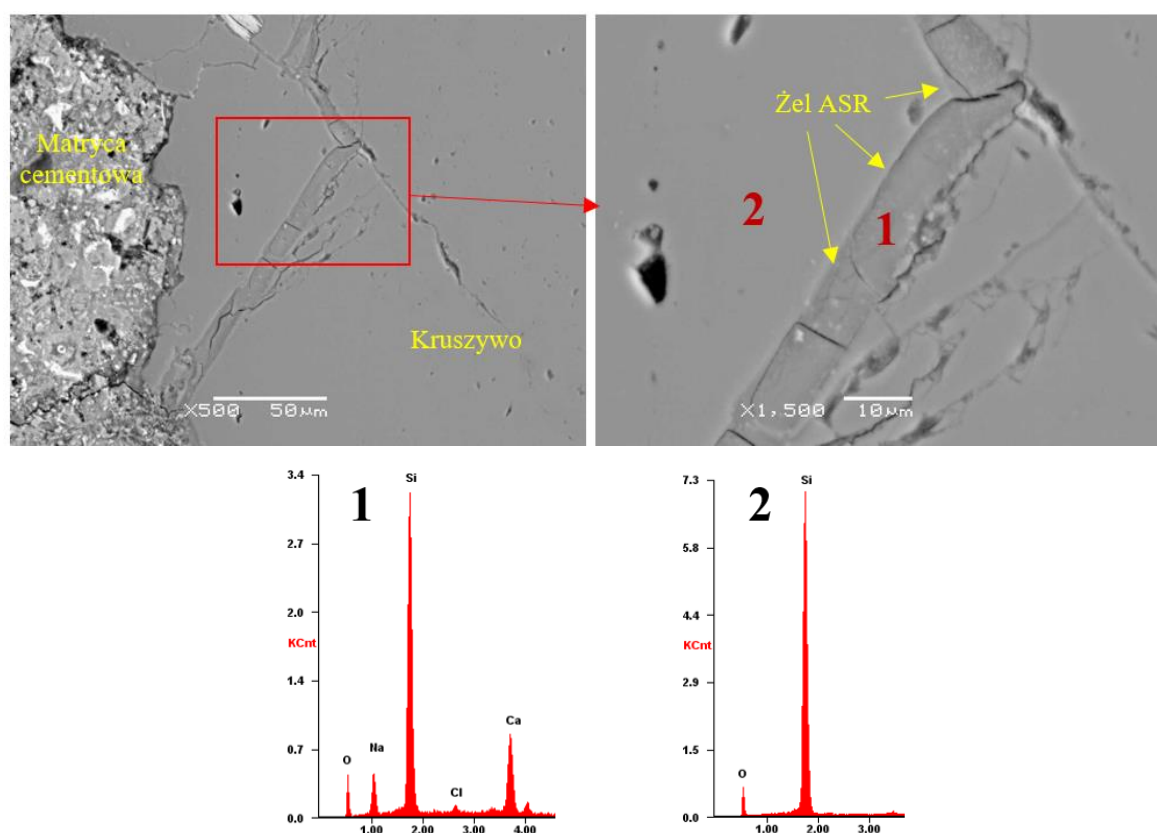 Matryca
cementowa
Kruszywo
X500 50µm
Żel ASR
2
1
X1,500 10µm
1
3.4
2.7
2.0
KCnt
1.4
0.7
0.0
O
Na
Si
Cl
Ca
1.00 2.00 3.00 4.00
2
7.3
5.8
4.4
KCnt
2.9
1.5
0.0
O
Si
1.00 2.00 3.00